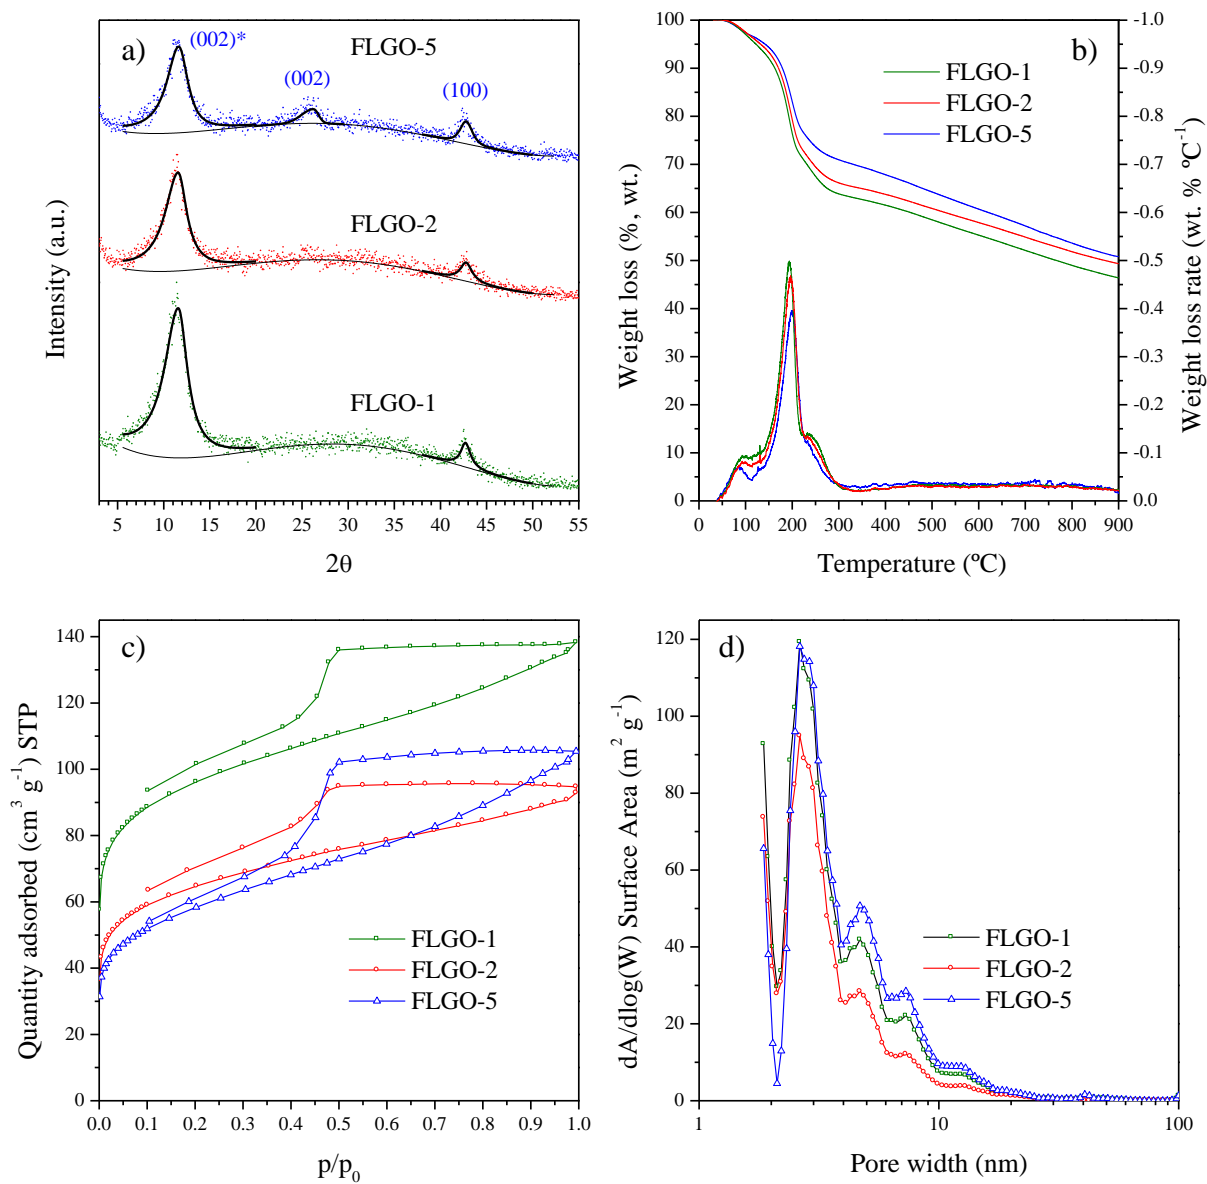 a)
(002)*
FLGO-5
(002)
(100)
FLGO-2
FLGO-1
Intensity (a.u.)
5 10 15 20 25 30 35 40 45 50 55
2θ
b)
FLGO-1
FLGO-2
FLGO-5
Weight loss (%, wt.)
100
90
80
70
60
50
40
30
20
10
0
-1.0
-0.9
-0.8
-0.7
-0.6
-0.5
-0.4
-0.3
-0.2
-0.1
0.0
Weight loss rate (wt. % ºC⁻¹)
0 100 200 300 400 500 600 700 800 900
Temperature (ºC)
c)
Quantity adsorbed (cm³ g⁻¹) STP
140
120
100
80
60
40
20
0
FLGO-1
FLGO-2
FLGO-5
0.0 0.1 0.2 0.3 0.4 0.5 0.6 0.7 0.8 0.9 1.0
p/p₀
d)
dA/dlog(W) Surface Area (m² g⁻¹)
120
100
80
60
40
20
0
FLGO-1
FLGO-2
FLGO-5
1 10 100
Pore width (nm)